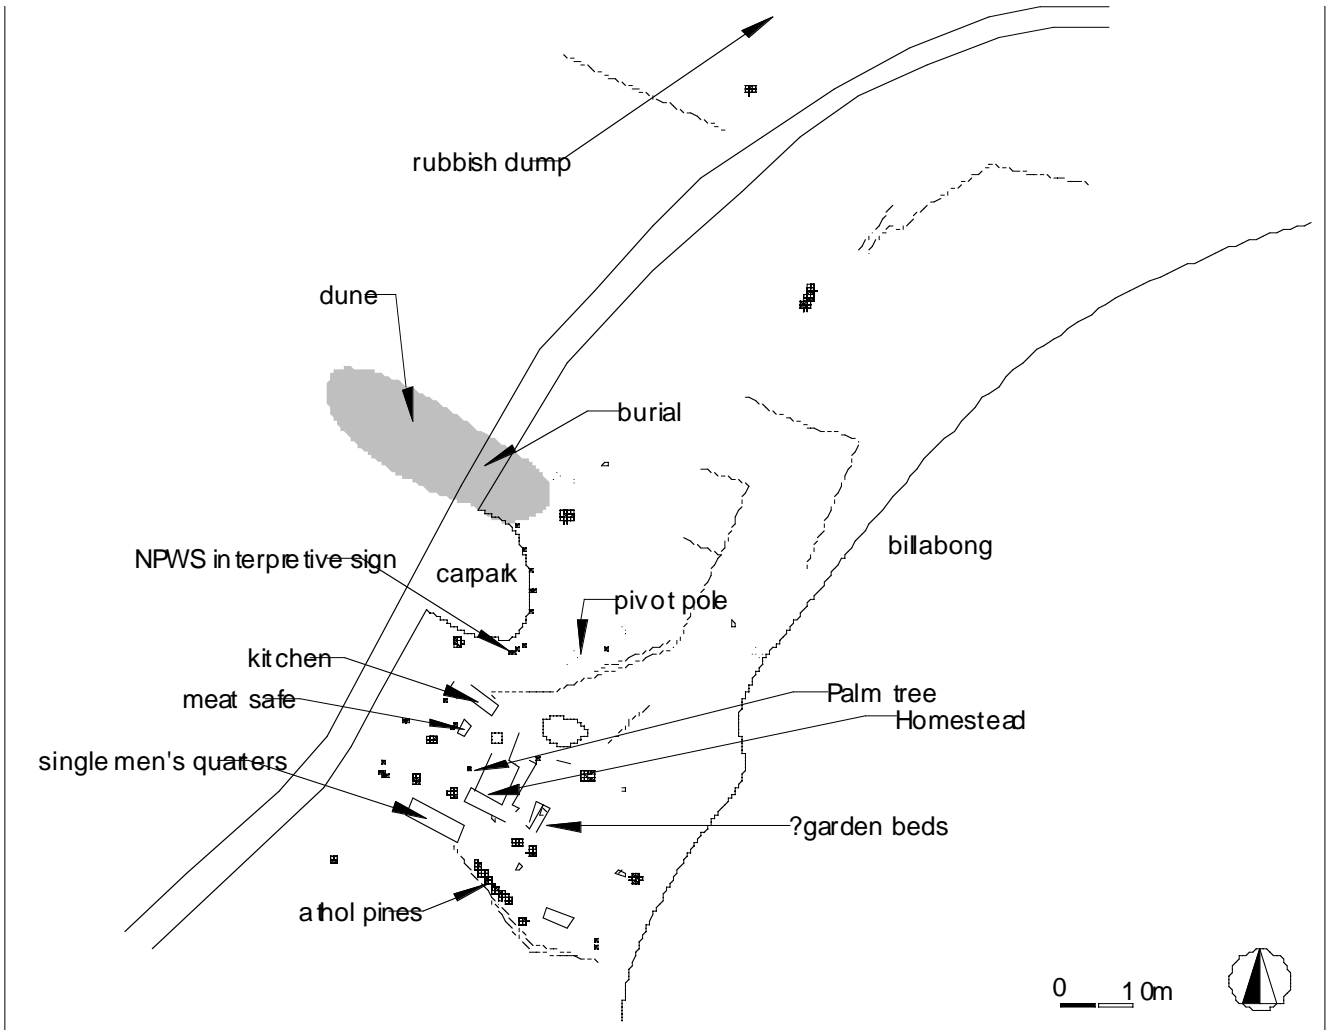 rubbish dump
dune
burial
billabong
NPWS interpretive sign
carpark
pivot pole
kitchen
meat safe
Palm tree
Homestead
single men's quarters
?garden beds
athol pines
0 10m